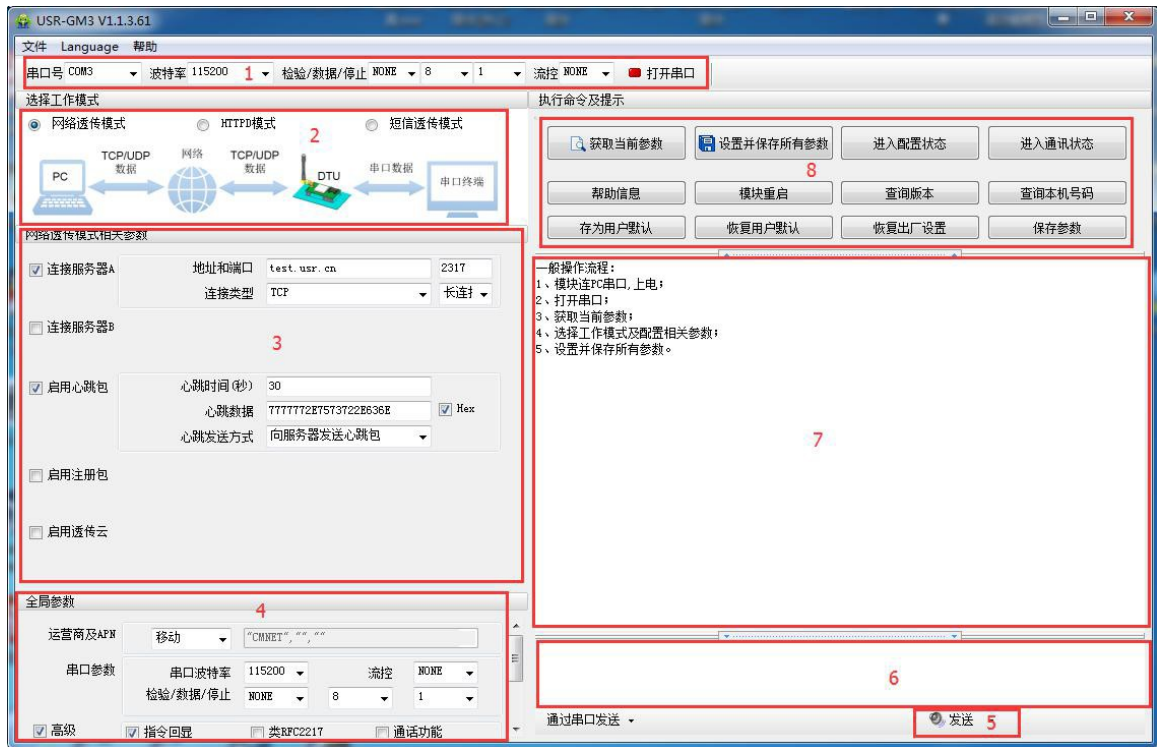 USR-GM3 V1.1.3.61
文件 Language 帮助
串口号 COM3 波特率 115200 1 检验/数据/停止 NONE 8 1 流控 NONE 打开串口
选择工作模式
网络透传模式 HTTPD模式 短信透传模式
2
TCP/UDP 网络 TCP/UDP
数据 数据 串口数据
PC DTU 串口终端
网络透传模式相关参数
连接服务器A 地址和端口 test.usr.cn 2317
连接类型 TCP 长连接
连接服务器B
3
启用心跳包 心跳时间(秒) 30
心跳数据 7777772E7573722E636E Hex
心跳发送方式 向服务器发送心跳包
启用注册包
启用透传云
全局参数
4
运营商及APN 移动 "CMNET","",""
串口参数 串口波特率 115200 流控 NONE
检验/数据/停止 NONE 8 1
高级 指令回显 类RFC2217 通话功能
执行命令及提示
获取当前参数 设置并保存所有参数 进入配置状态 进入通讯状态
8
帮助信息 模块重启 查询版本 查询本机号码
存为用户默认 恢复用户默认 恢复出厂设置 保存参数
一般操作流程:
1、模块连PC串口,上电;
2、打开串口;
3、获取当前参数;
4、选择工作模式及配置相关参数;
5、设置并保存所有参数。
7
6
通过串口发送 发送 5